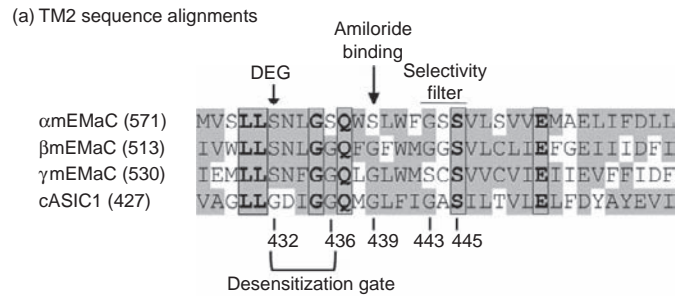 (a) TM2 sequence alignments
Amiloride
binding
DEG
Selectivity
filter
αmEMaC (571) MVSLLSNLGSQWSLWFGSSVLSVVEMAELIFDLL
βmEMaC (513) IVWLLSNLGGQFGFWMGGSVLCLIEFGEIIIDFI
γmEMaC (530) IEMLLSNFGGQLGLWMSCSVVCVIEIIEVFFIDF
cASIC1 (427) VAGLLGDIGGQMGLFIGASILTVLELFDYAYEVI
432 436 439 443 445
Desensitization gate